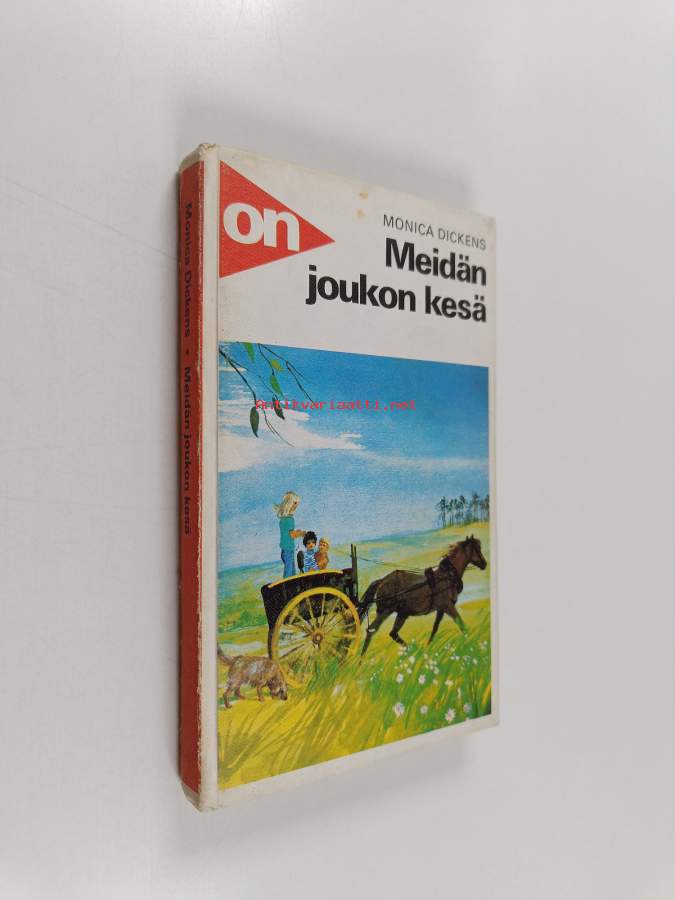 on
MONICA DICKENS
Meidän
joukon kesä
Antikvariaatti.net
Monica Dickens • Meidän joukon kesä